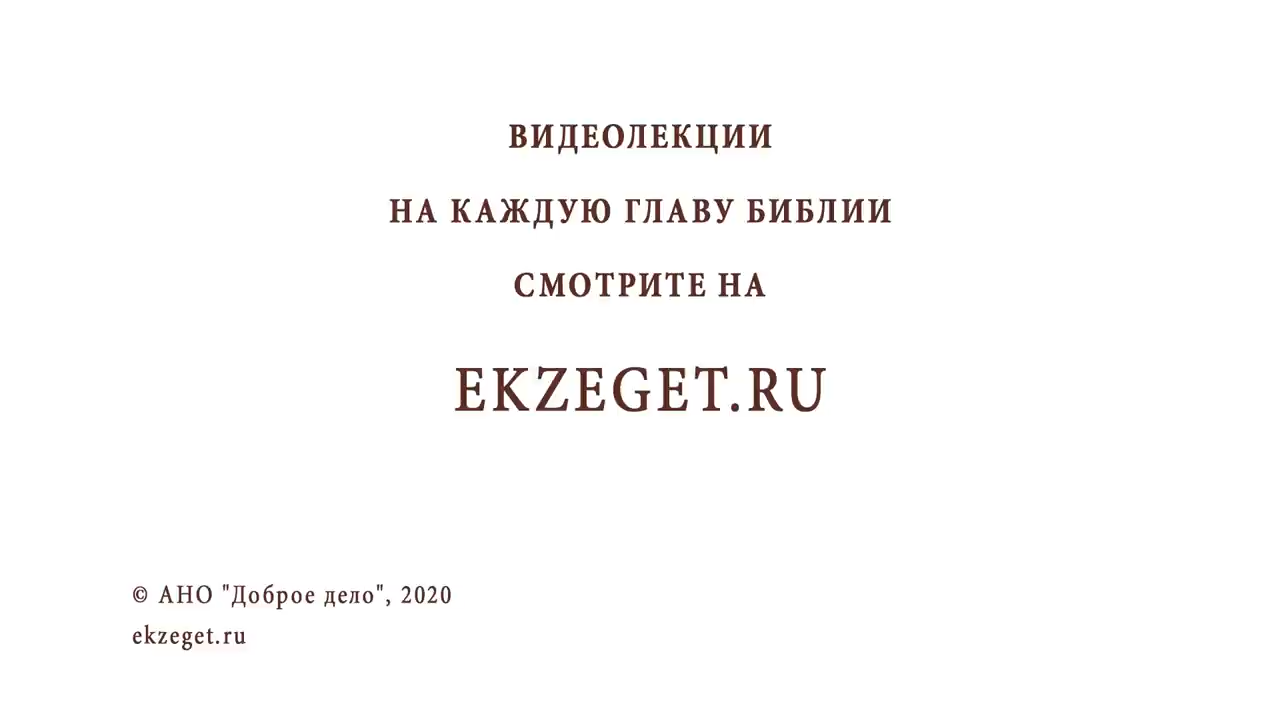 ВИДЕОЛЕКЦИИ
НА КАЖДУЮ ГЛАВУ БИБЛИИ
СМОТРИТЕ НА
EKZEGET.RU
© АНО "Доброе дело", 2020
ekzeget.ru